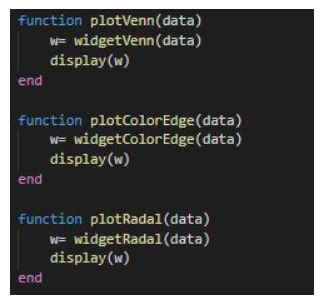 function plotVenn(data)
    w= widgetVenn(data)
    display(w)
end

function plotColorEdge(data)
    w= widgetColorEdge(data)
    display(w)
end

function plotRadal(data)
    w= widgetRadal(data)
    display(w)
end